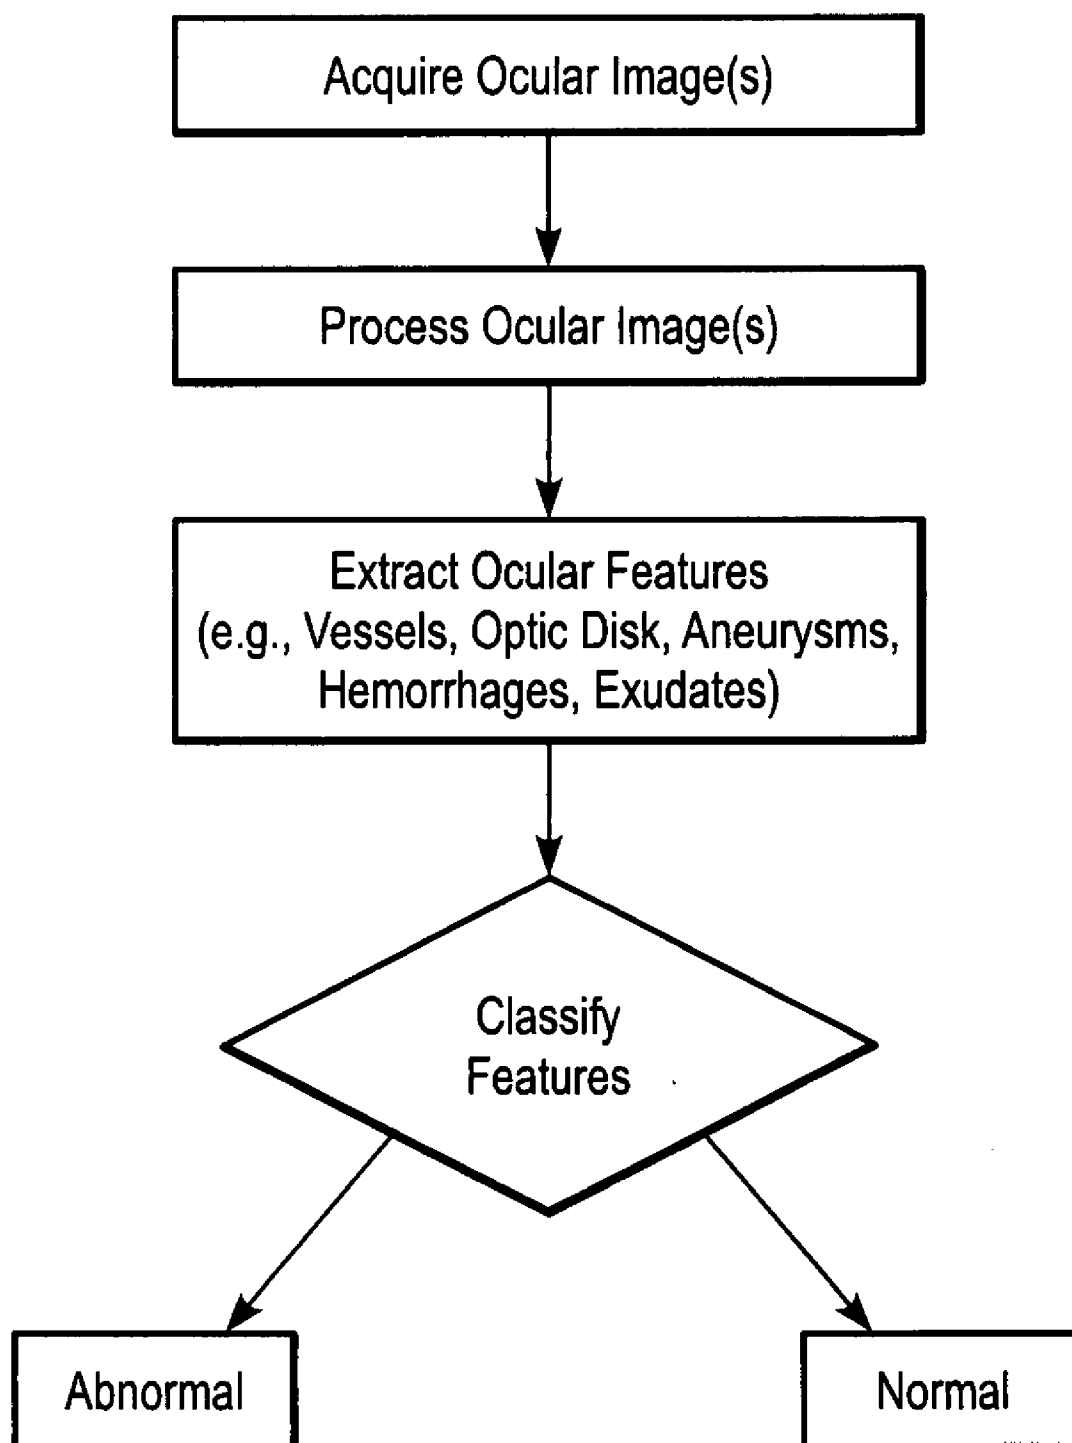 Acquire Ocular Image(s)
Process Ocular Image(s)
Extract Ocular Features
(e.g., Vessels, Optic Disk, Aneurysms,
Hemorrhages, Exudates)
Classify
Features
Abnormal
Normal